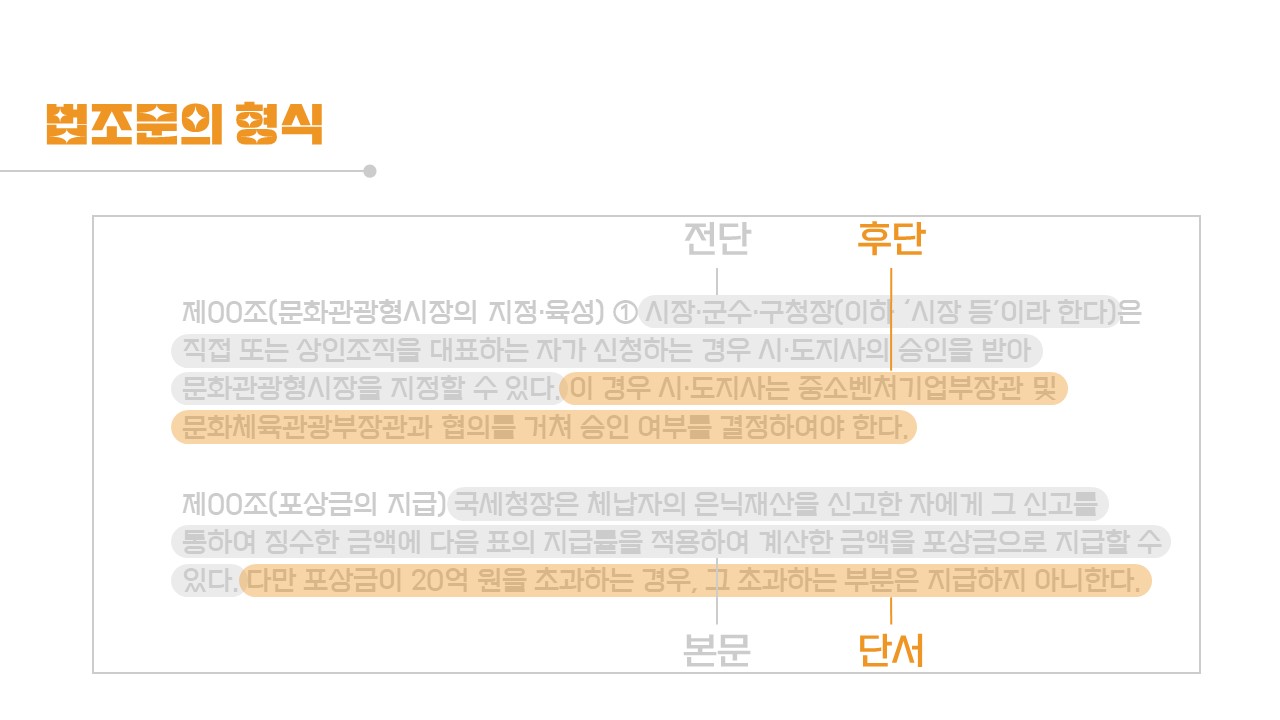 법조문의 형식
전단 후단
제00조(문화관광형시장의 지정·육성) ① 시장·군수·구청장(이하 ‘시장 등’이라 한다)은
직접 또는 상인조직을 대표하는 자가 신청하는 경우 시·도지사의 승인을 받아
문화관광형시장을 지정할 수 있다. 이 경우 시·도지사는 중소벤처기업부장관 및
문화체육관광부장관과 협의를 거쳐 승인 여부를 결정하여야 한다.
제00조(포상금의 지급) 국세청장은 체납자의 은닉재산을 신고한 자에게 그 신고를
통하여 징수한 금액에 다음 표의 지급률을 적용하여 계산한 금액을 포상금으로 지급할 수
있다. 다만 포상금이 20억 원을 초과하는 경우, 그 초과하는 부분은 지급하지 아니한다.
본문 단서